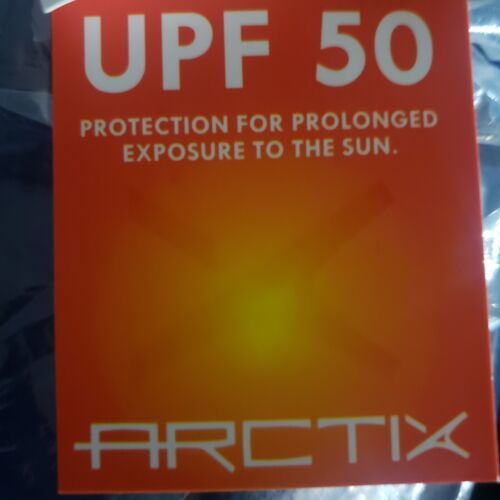 UPF 50
PROTECTION FOR PROLONGED
EXPOSURE TO THE SUN.
ARCTIX